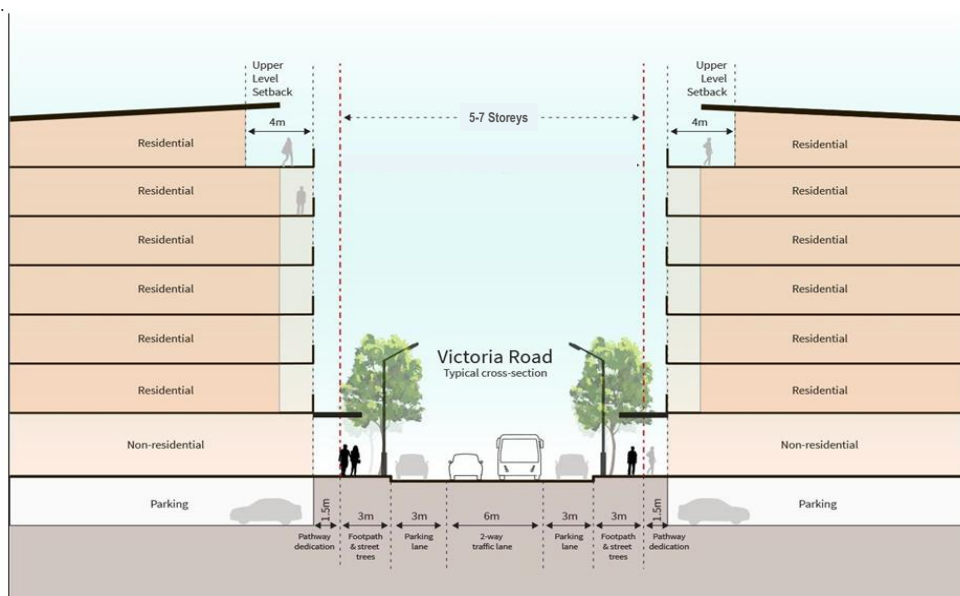 Upper
Level
Setback
Upper
Level
Setback
4m
5-7 Storeys
4m
Residential
Residential
Residential
Residential
Residential
Residential
Residential
Residential
Residential
Residential
Victoria Road
Typical cross-section
Residential
Residential
Non-residential
Non-residential
Parking
1.5m
3m
3m
6m
3m
3m
1.5m
Parking
Pathway
dedication
Footpath
& street
trees
Parking
lane
2-way
traffic lane
Parking
lane
Footpath
& street
trees
Pathway
dedication